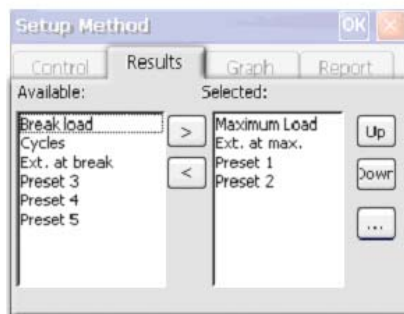 Setup Method OK
Control Results Graph Report
Available: Selected:
Break load
Cycles
Ext. at break
Preset 3
Preset 4
Preset 5
>
<
Maximum Load
Ext. at max.
Preset 1
Preset 2
Up
Down
...